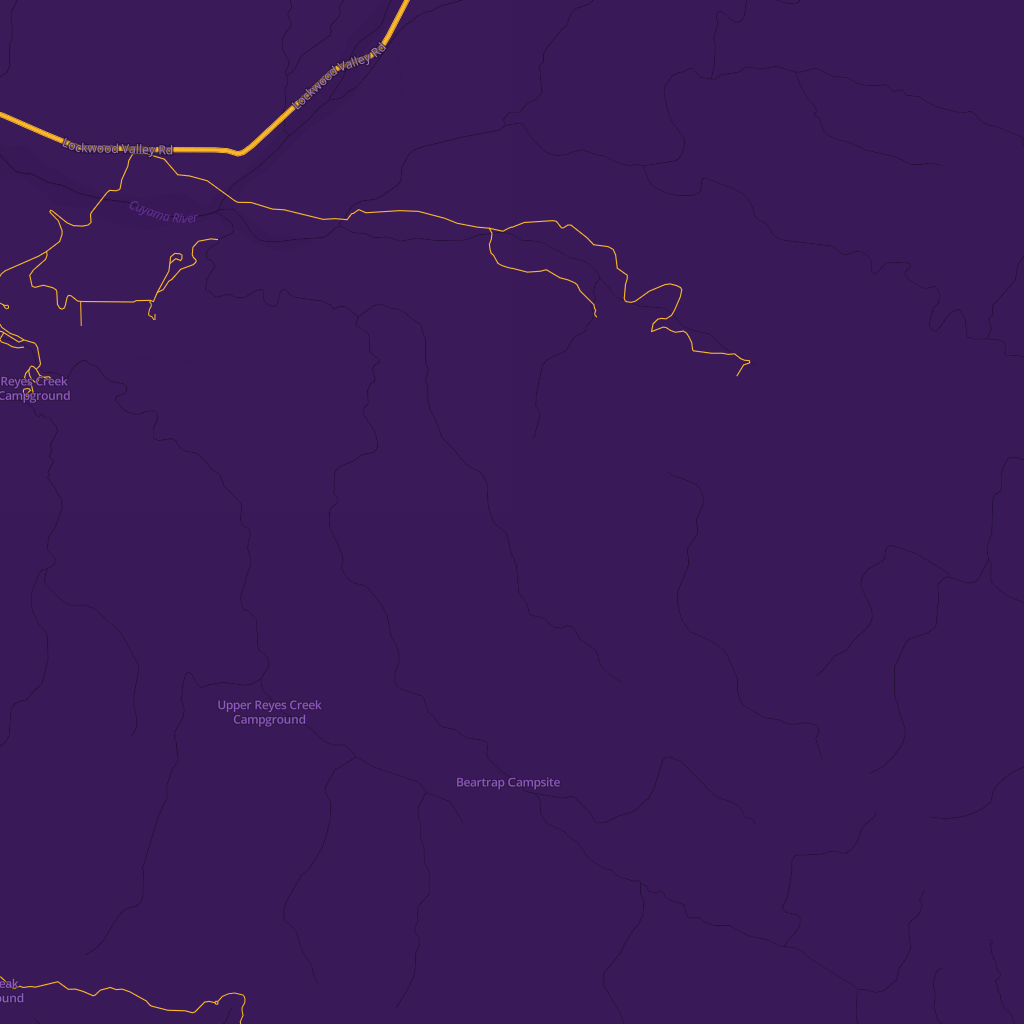 Lockwood Valley Rd
Lockwood Valley Rd
Cuyama River
Reyes Creek
Campground
Upper Reyes Creek
Campground
Beartrap Campsite
eak
ound